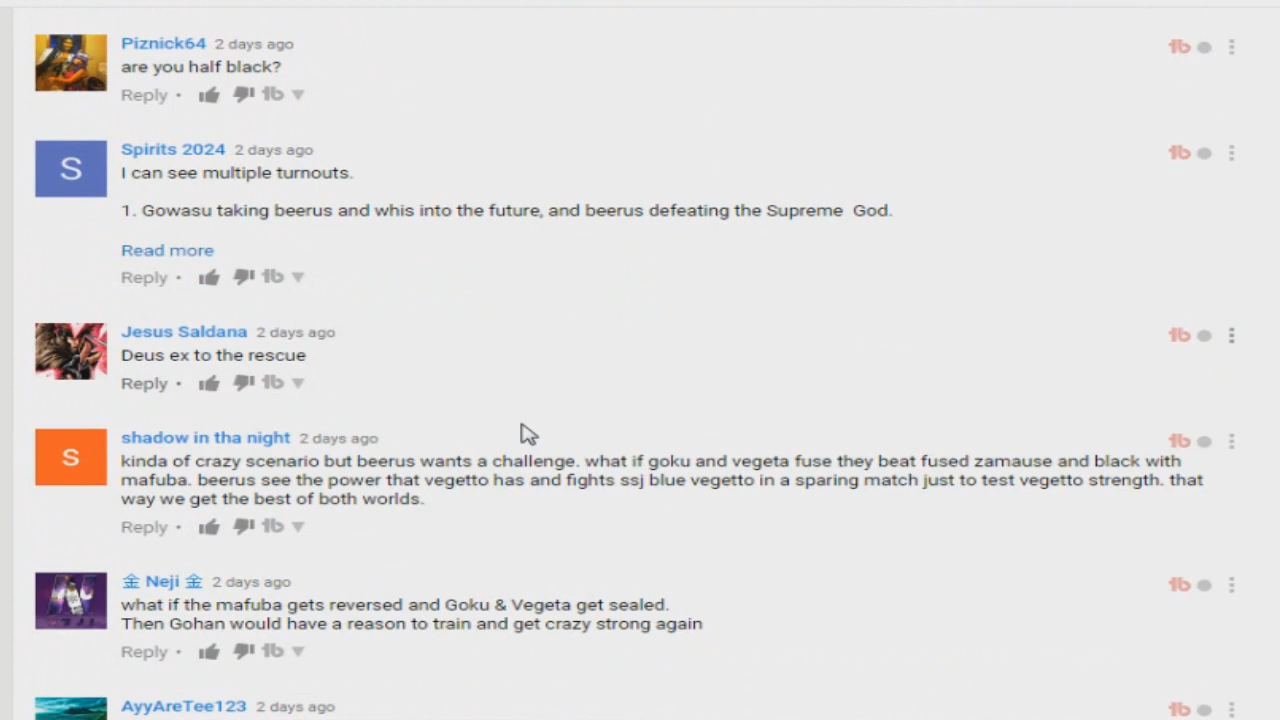 Piznick64 2 days ago
are you half black?
Reply •
S
Spirits 2024 2 days ago
I can see multiple turnouts.
1. Gowasu taking beerus and whis into the future, and beerus defeating the Supreme God.
Read more
Reply •
Jesus Saldana 2 days ago
Deus ex to the rescue
Reply •
s
shadow in tha night 2 days ago
kinda of crazy scenario but beerus wants a challenge. what if goku and vegeta fuse they beat fused zamause and black with
mafuba. beerus see the power that vegetto has and fights ssj blue vegetto in a sparing match just to test vegetto strength. that
way we get the best of both worlds.
Reply •
金 Neji 金 2 days ago
what if the mafuba gets reversed and Goku & Vegeta get sealed.
Then Gohan would have a reason to train and get crazy strong again
Reply •
AyyAreTee123 2 days ago